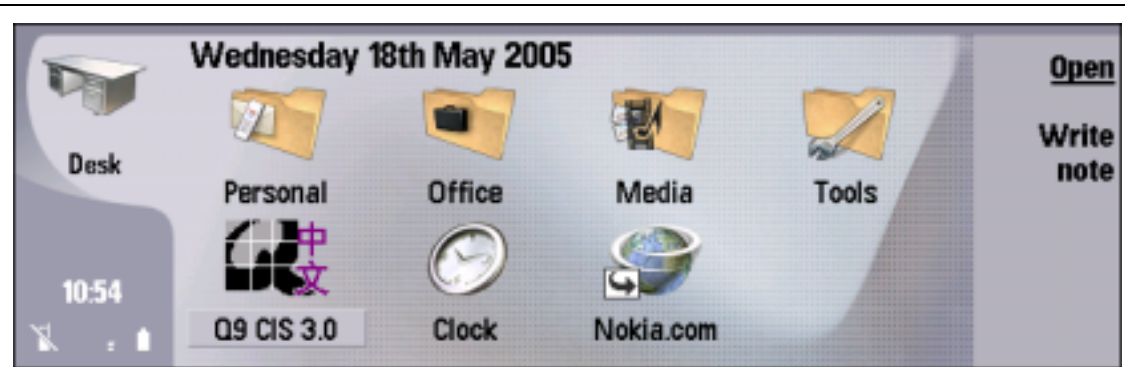 Wednesday 18th May 2005
Open
Write
note
Desk
Personal
Office
Media
Tools
中
文
10:54
Q9 CIS 3.0
Clock
Nokia.com